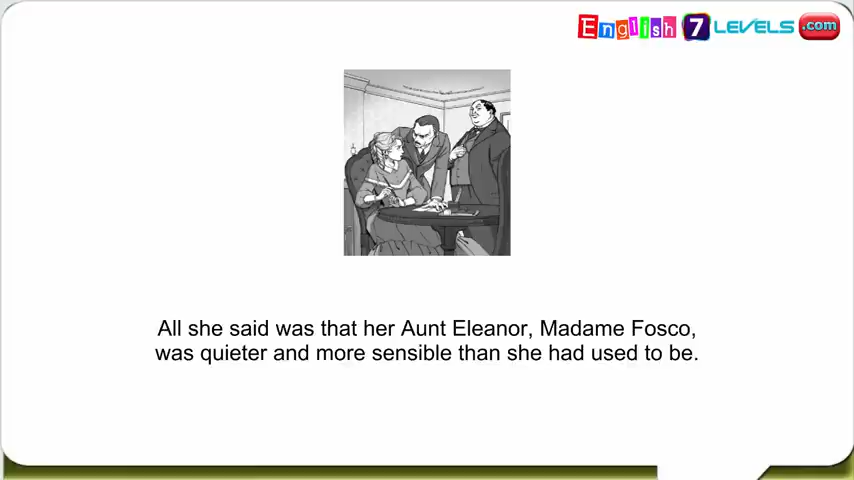 English 7 LEVELS .com
All she said was that her Aunt Eleanor, Madame Fosco,
was quieter and more sensible than she had used to be.